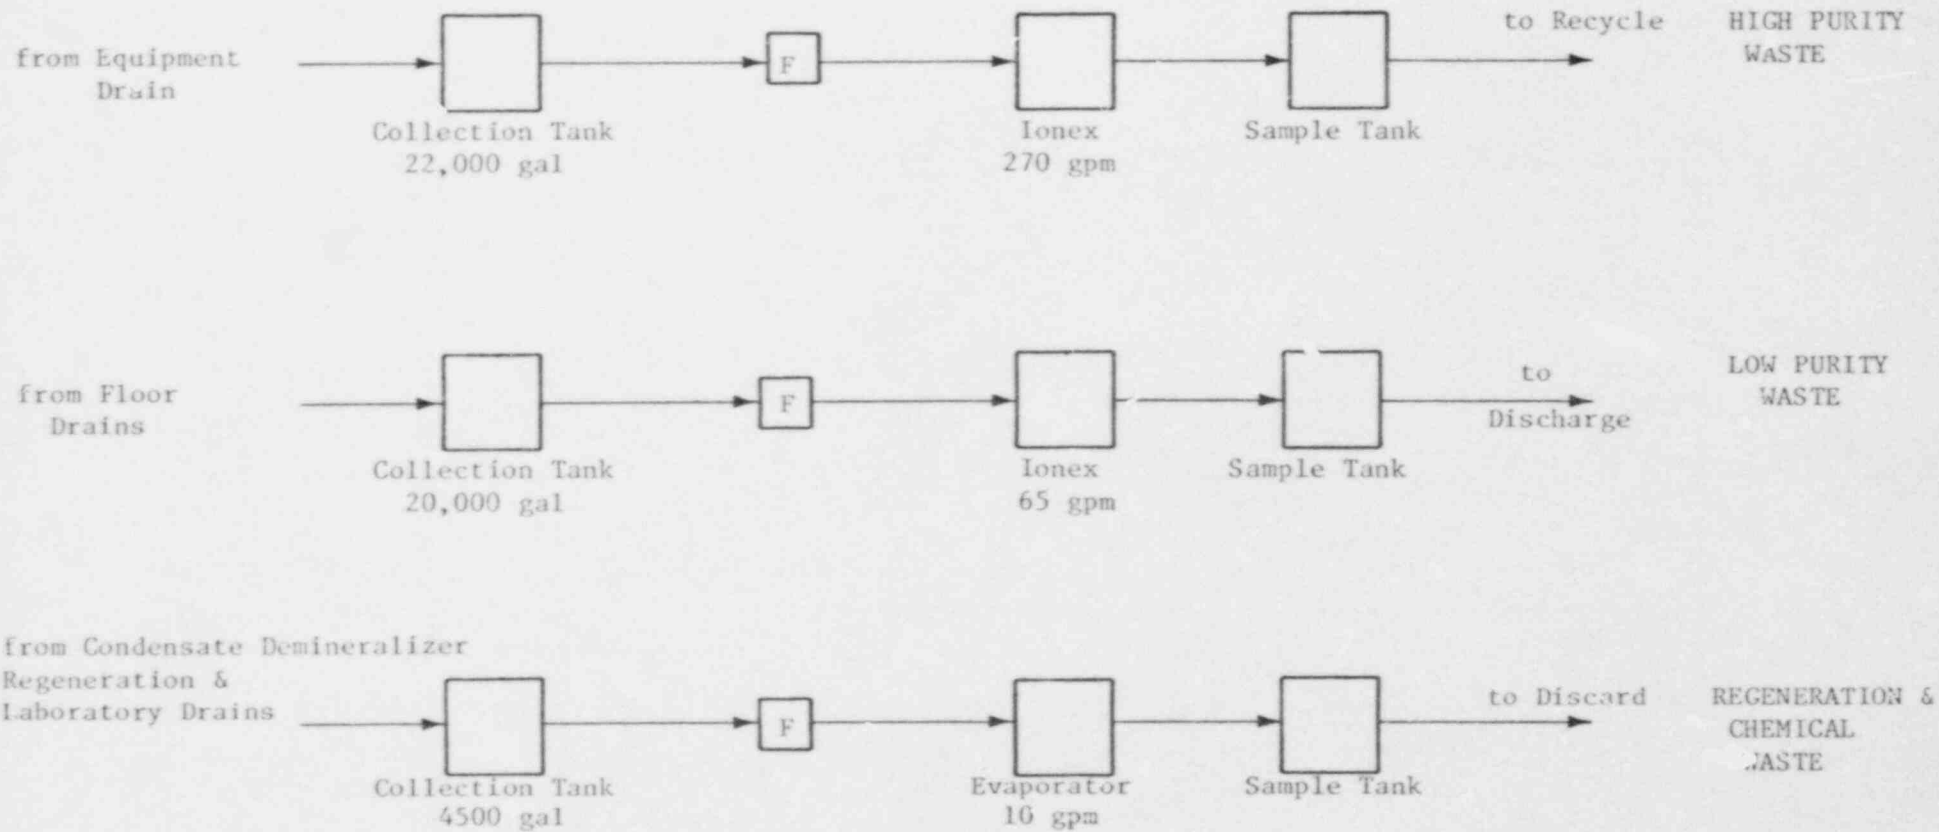 from Equipment
Drain
Collection Tank
22,000 gal
F
Ionex
270 gpm
Sample Tank
to Recycle
HIGH PURITY
WASTE
from Floor
Drains
Collection Tank
20,000 gal
F
Ionex
65 gpm
Sample Tank
to
Discharge
LOW PURITY
WASTE
from Condensate Demineralizer
Regeneration &
Laboratory Drains
Collection Tank
4500 gal
F
Evaporator
10 gpm
Sample Tank
to Discard
REGENERATION &
CHEMICAL
WASTE